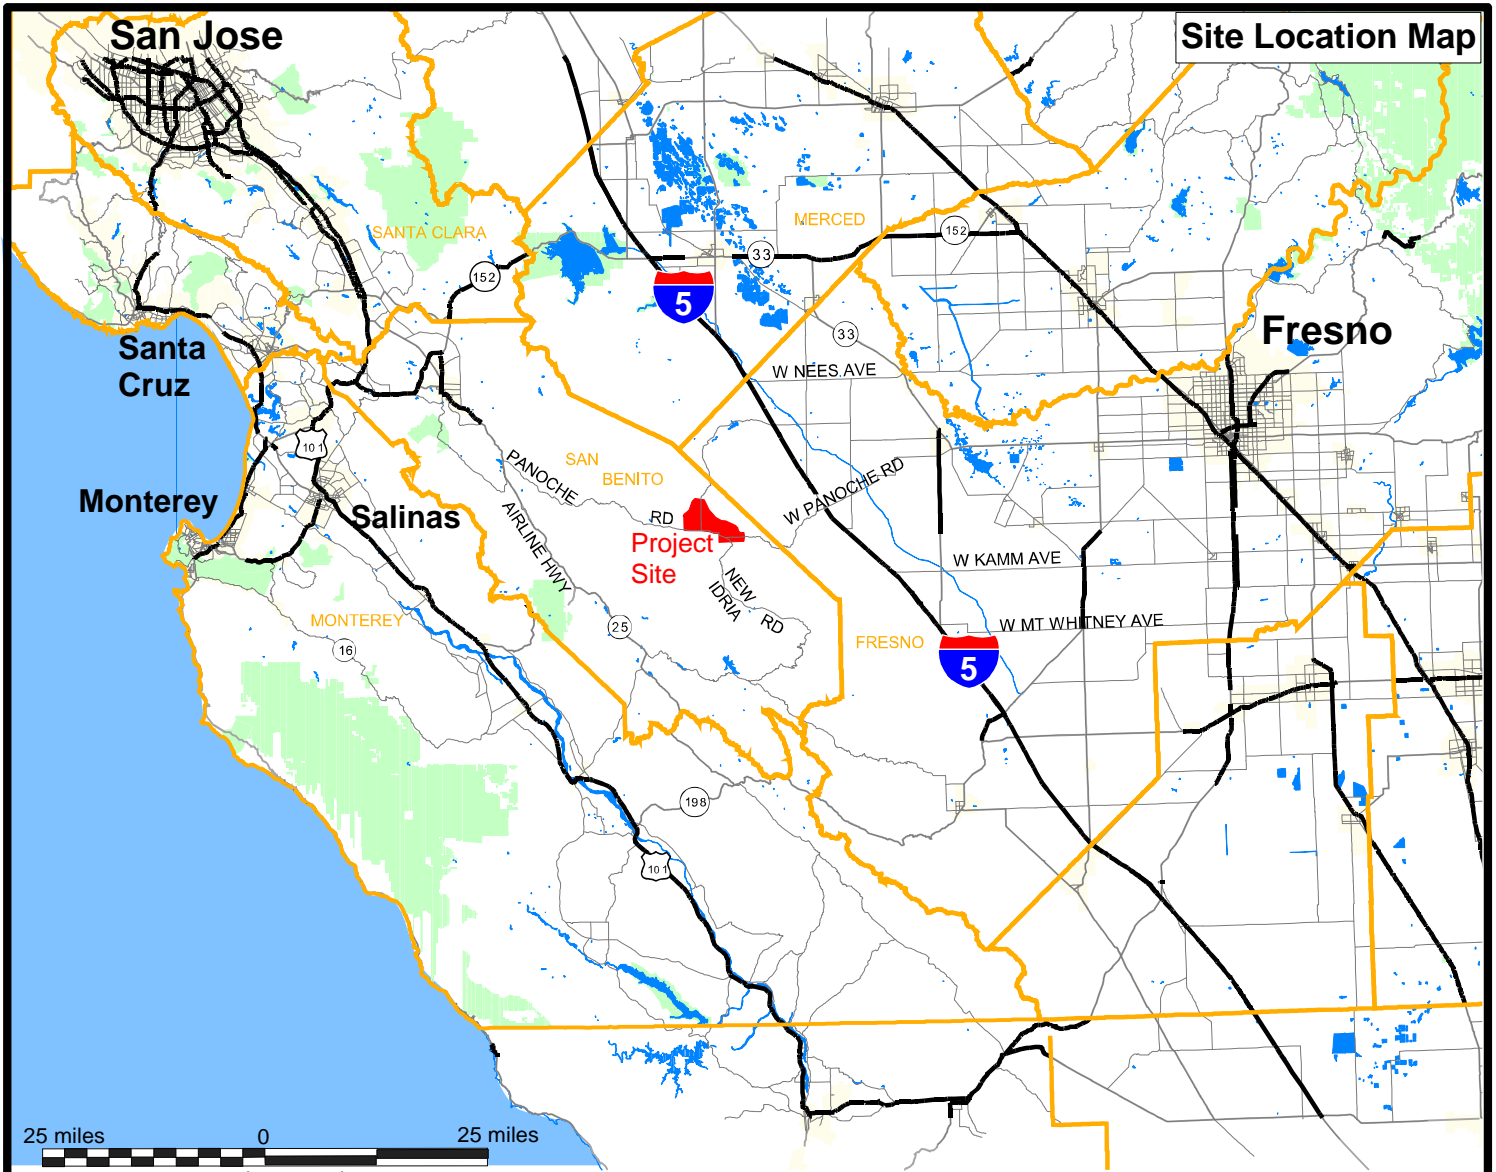 San Jose
Site Location Map
MERCED
SANTA CLARA
152
33
152
5
33
Santa
Cruz
Fresno
W NEES AVE
101
SAN
BENITO
PANOCHE
RD
W PANOCHE RD
Monterey
Salinas
AIRLINE HWY
Project
Site
W KAMM AVE
NEW
IDRIA
RD
MONTEREY
25
16
FRESNO
W MT WHITNEY AVE
5
198
101
25 miles
0
25 miles